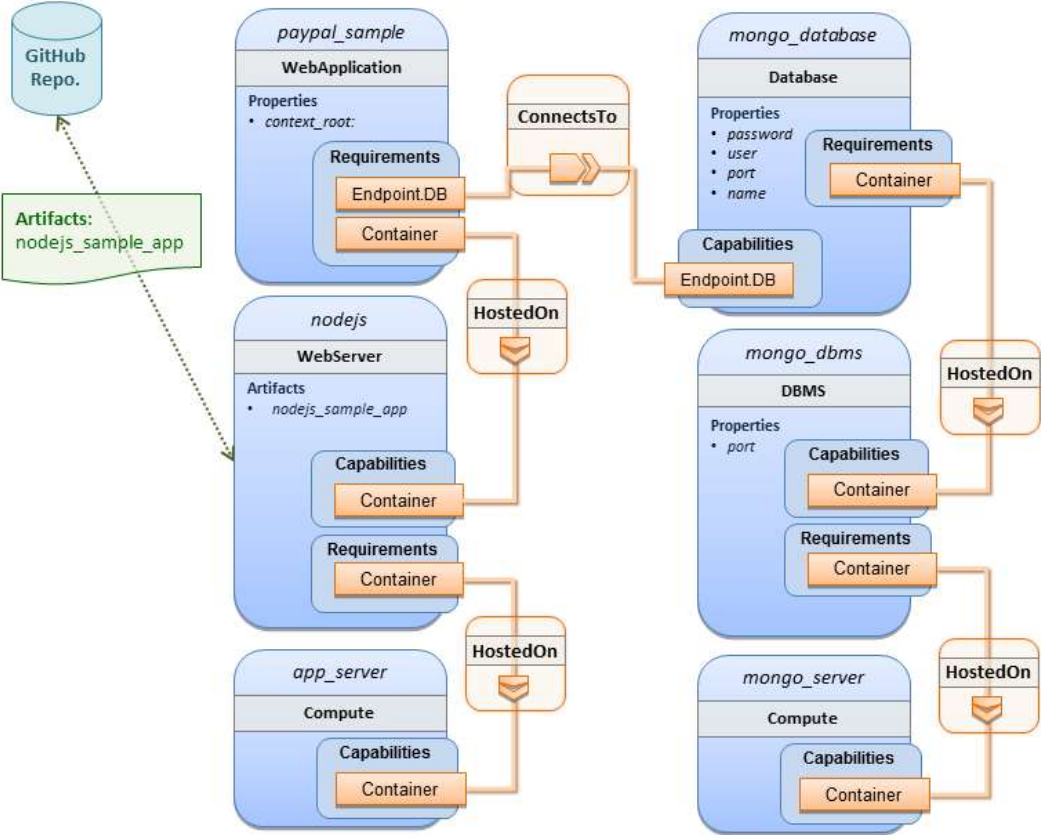 GitHub
Repo.
Artifacts:
nodejs_sample_app
paypal_sample
WebApplication
Properties
• context_root:
Requirements
Endpoint.DB
Container
ConnectsTo
mongo_database
Database
Properties
• password
• user
• port
• name
Requirements
Container
Capabilities
Endpoint.DB
HostedOn
nodejs
WebServer
Artifacts
• nodejs_sample_app
Capabilities
Container
Requirements
Container
HostedOn
mongo_dbms
DBMS
Properties
• port
Capabilities
Container
Requirements
Container
HostedOn
app_server
Compute
Capabilities
Container
HostedOn
mongo_server
Compute
Capabilities
Container